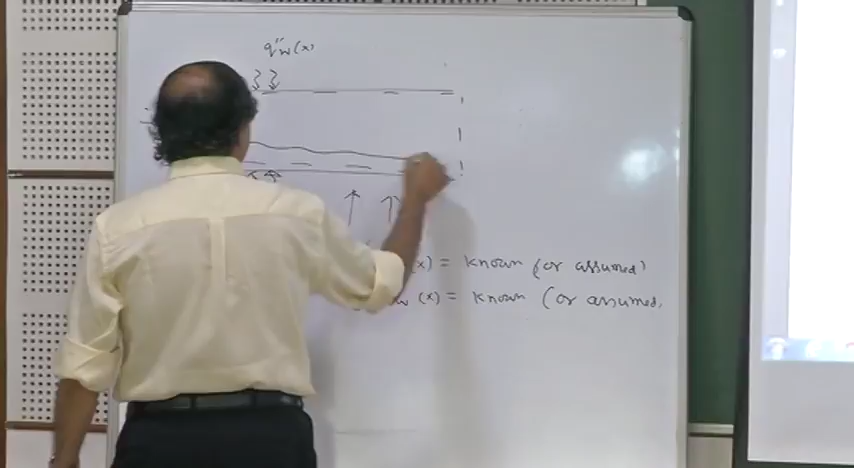 q''w(x)
(x) = known (or assumed)
w (x) = known (or assumed,